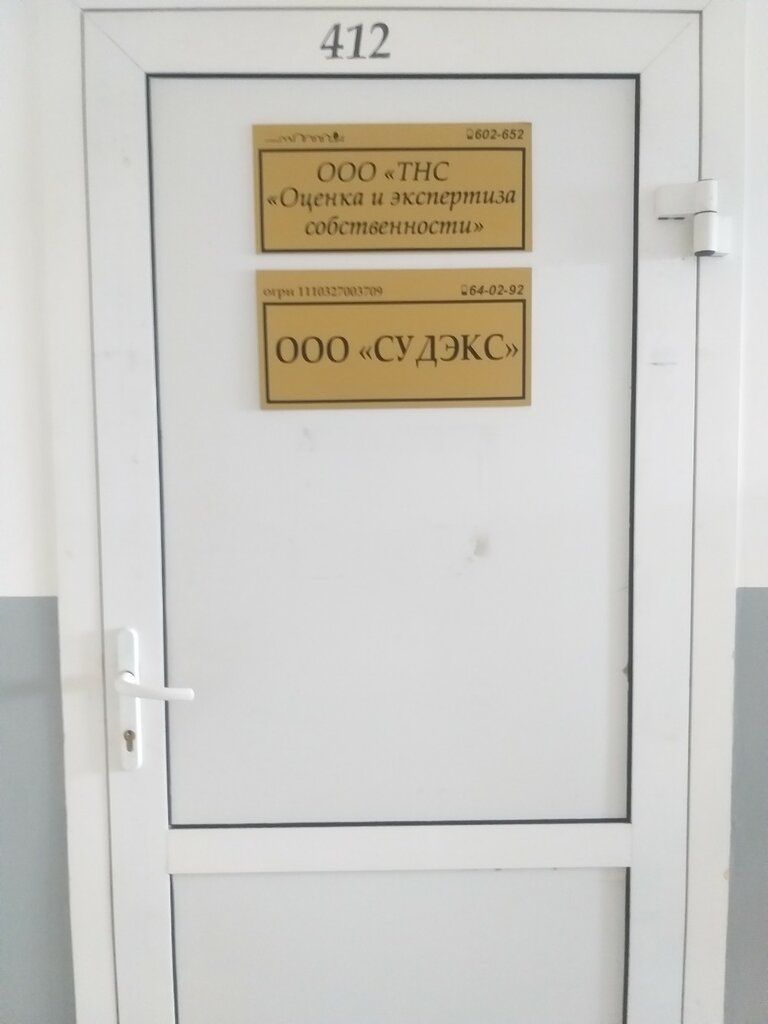 412
602-652
ООО «ТНС
«Оценка и экспертиза
собственности»
огрн 1110327003709 64-02-92
ООО «СУДЭКС»